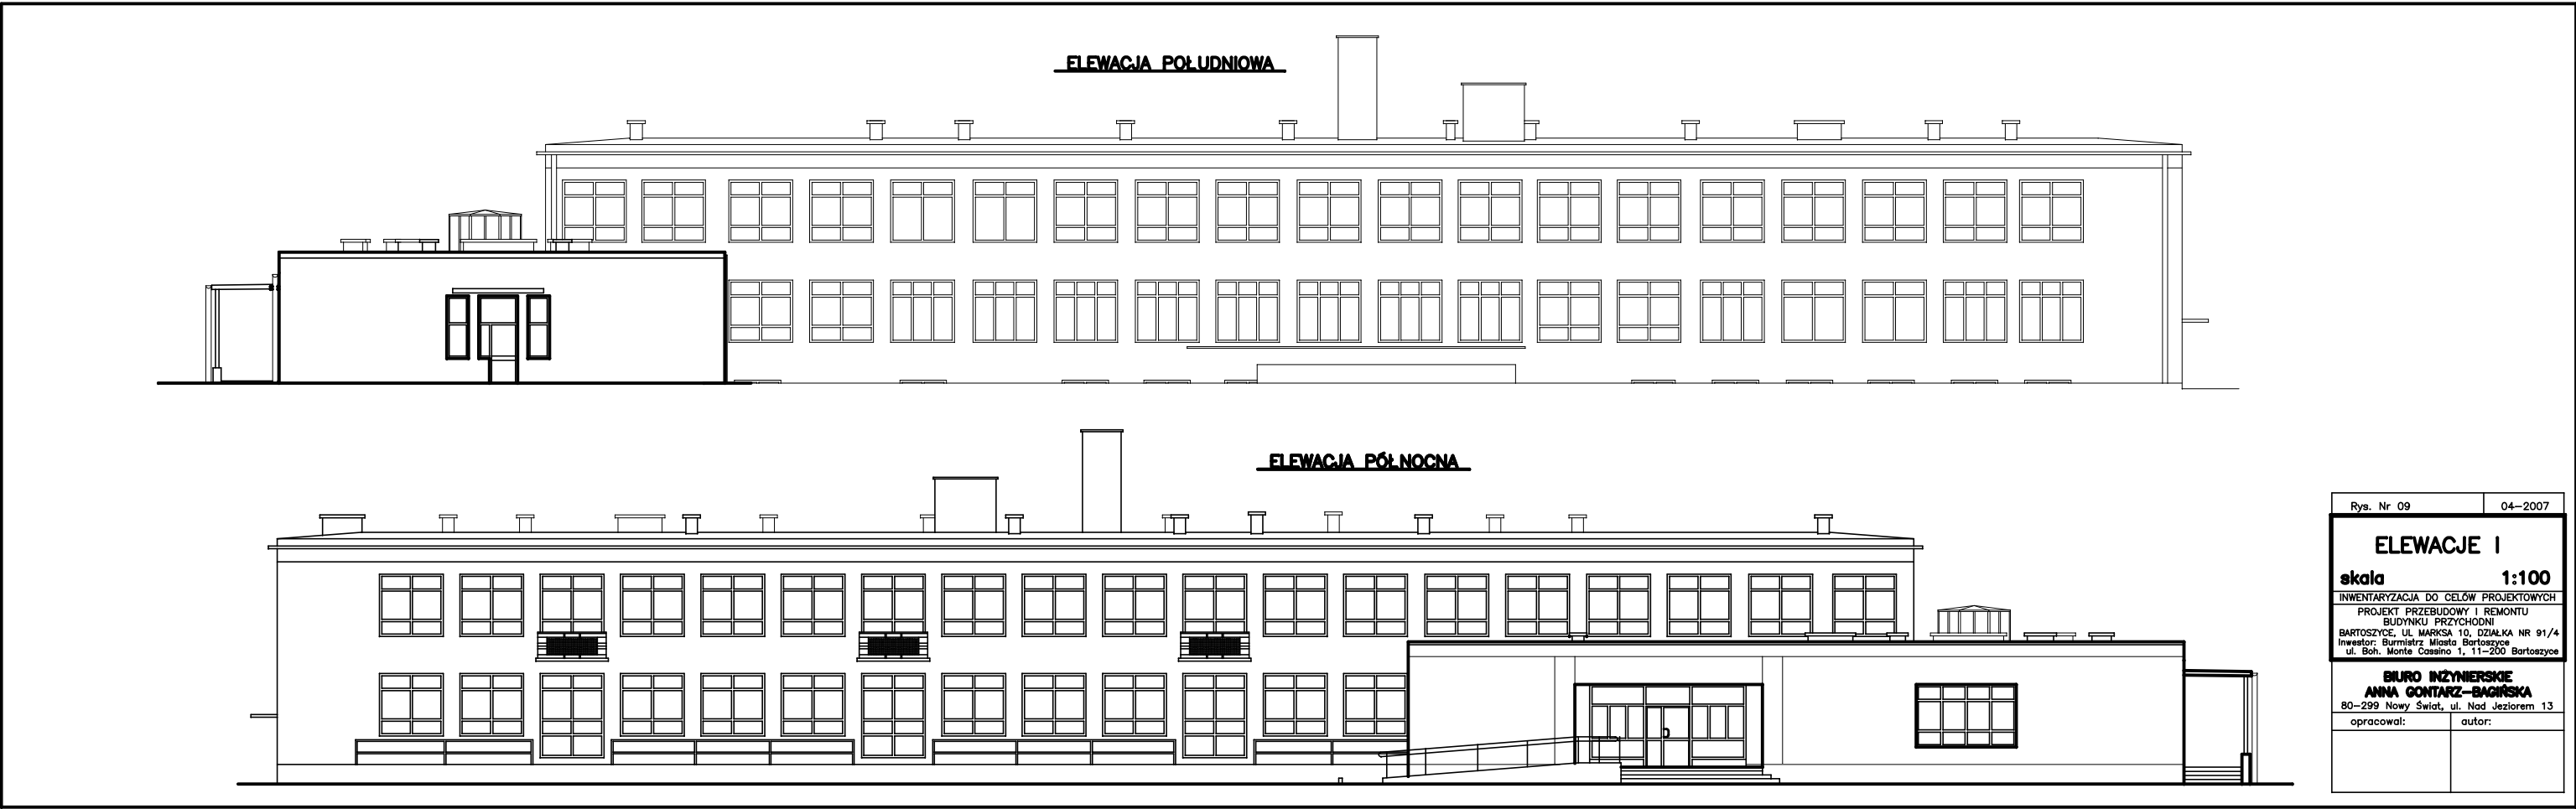 ELEWACJA POŁUDNIOWA
ELEWACJA PÓŁNOCNA
Rys. Nr 09 04-2007
ELEWACJE I
skala 1:100
INWENTARYZACJA DO CELÓW PROJEKTOWYCH
PROJEKT PRZEBUDOWY I REMONTU
BUDYNKU PRZYCHODNI
BARTOSZYCE, UL MARKSA 10, DZIAŁKA NR 91/4
Inwestor: Burmistrz Miasta Bartoszyce
ul. Boh. Monte Cassino 1, 11-200 Bartoszyce
BIURO INŻYNIERSKIE
ANNA GONTARZ-BAGIŃSKA
80-299 Nowy Świat, ul. Nad Jeziorem 13
opracował: autor: